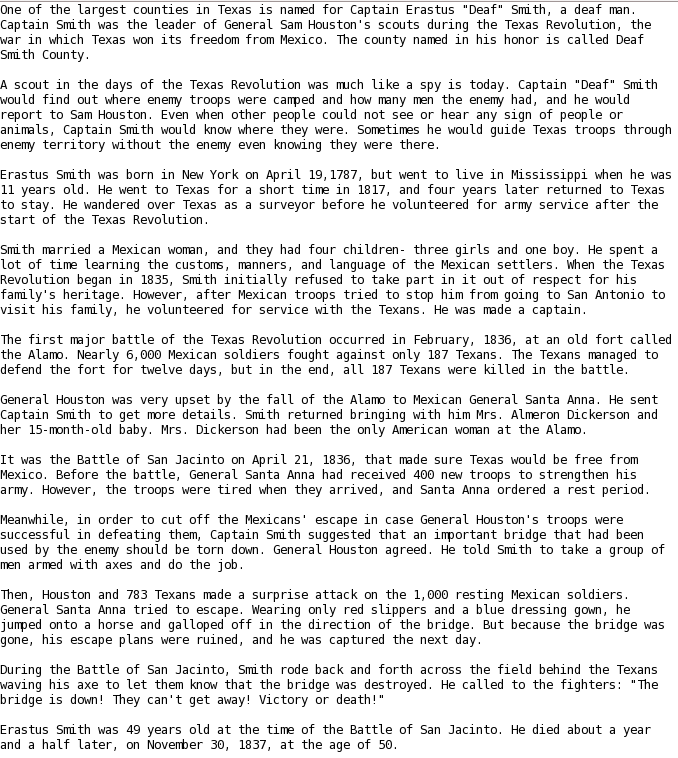 One of the largest counties in Texas is named for Captain Erastus "Deaf" Smith, a deaf man.
Captain Smith was the leader of General Sam Houston's scouts during the Texas Revolution, the
war in which Texas won its freedom from Mexico. The county named in his honor is called Deaf
Smith County.

A scout in the days of the Texas Revolution was much like a spy is today. Captain "Deaf" Smith
would find out where enemy troops were camped and how many men the enemy had, and he would
report to Sam Houston. Even when other people could not see or hear any sign of people or
animals, Captain Smith would know where they were. Sometimes he would guide Texas troops through
enemy territory without the enemy even knowing they were there.

Erastus Smith was born in New York on April 19,1787, but went to live in Mississippi when he was
11 years old. He went to Texas for a short time in 1817, and four years later returned to Texas
to stay. He wandered over Texas as a surveyor before he volunteered for army service after the
start of the Texas Revolution.

Smith married a Mexican woman, and they had four children- three girls and one boy. He spent a
lot of time learning the customs, manners, and language of the Mexican settlers. When the Texas
Revolution began in 1835, Smith initially refused to take part in it out of respect for his
family's heritage. However, after Mexican troops tried to stop him from going to San Antonio to
visit his family, he volunteered for service with the Texans. He was made a captain.

The first major battle of the Texas Revolution occurred in February, 1836, at an old fort called
the Alamo. Nearly 6,000 Mexican soldiers fought against only 187 Texans. The Texans managed to
defend the fort for twelve days, but in the end, all 187 Texans were killed in the battle.

General Houston was very upset by the fall of the Alamo to Mexican General Santa Anna. He sent
Captain Smith to get more details. Smith returned bringing with him Mrs. Almeron Dickerson and
her 15-month-old baby. Mrs. Dickerson had been the only American woman at the Alamo.

It was the Battle of San Jacinto on April 21, 1836, that made sure Texas would be free from
Mexico. Before the battle, General Santa Anna had received 400 new troops to strengthen his
army. However, the troops were tired when they arrived, and Santa Anna ordered a rest period.

Meanwhile, in order to cut off the Mexicans' escape in case General Houston's troops were
successful in defeating them, Captain Smith suggested that an important bridge that had been
used by the enemy should be torn down. General Houston agreed. He told Smith to take a group of
men armed with axes and do the job.

Then, Houston and 783 Texans made a surprise attack on the 1,000 resting Mexican soldiers.
General Santa Anna tried to escape. Wearing only red slippers and a blue dressing gown, he
jumped onto a horse and galloped off in the direction of the bridge. But because the bridge was
gone, his escape plans were ruined, and he was captured the next day.

During the Battle of San Jacinto, Smith rode back and forth across the field behind the Texans
waving his axe to let them know that the bridge was destroyed. He called to the fighters: "The
bridge is down! They can't get away! Victory or death!"

Erastus Smith was 49 years old at the time of the Battle of San Jacinto. He died about a year
and a half later, on November 30, 1837, at the age of 50.